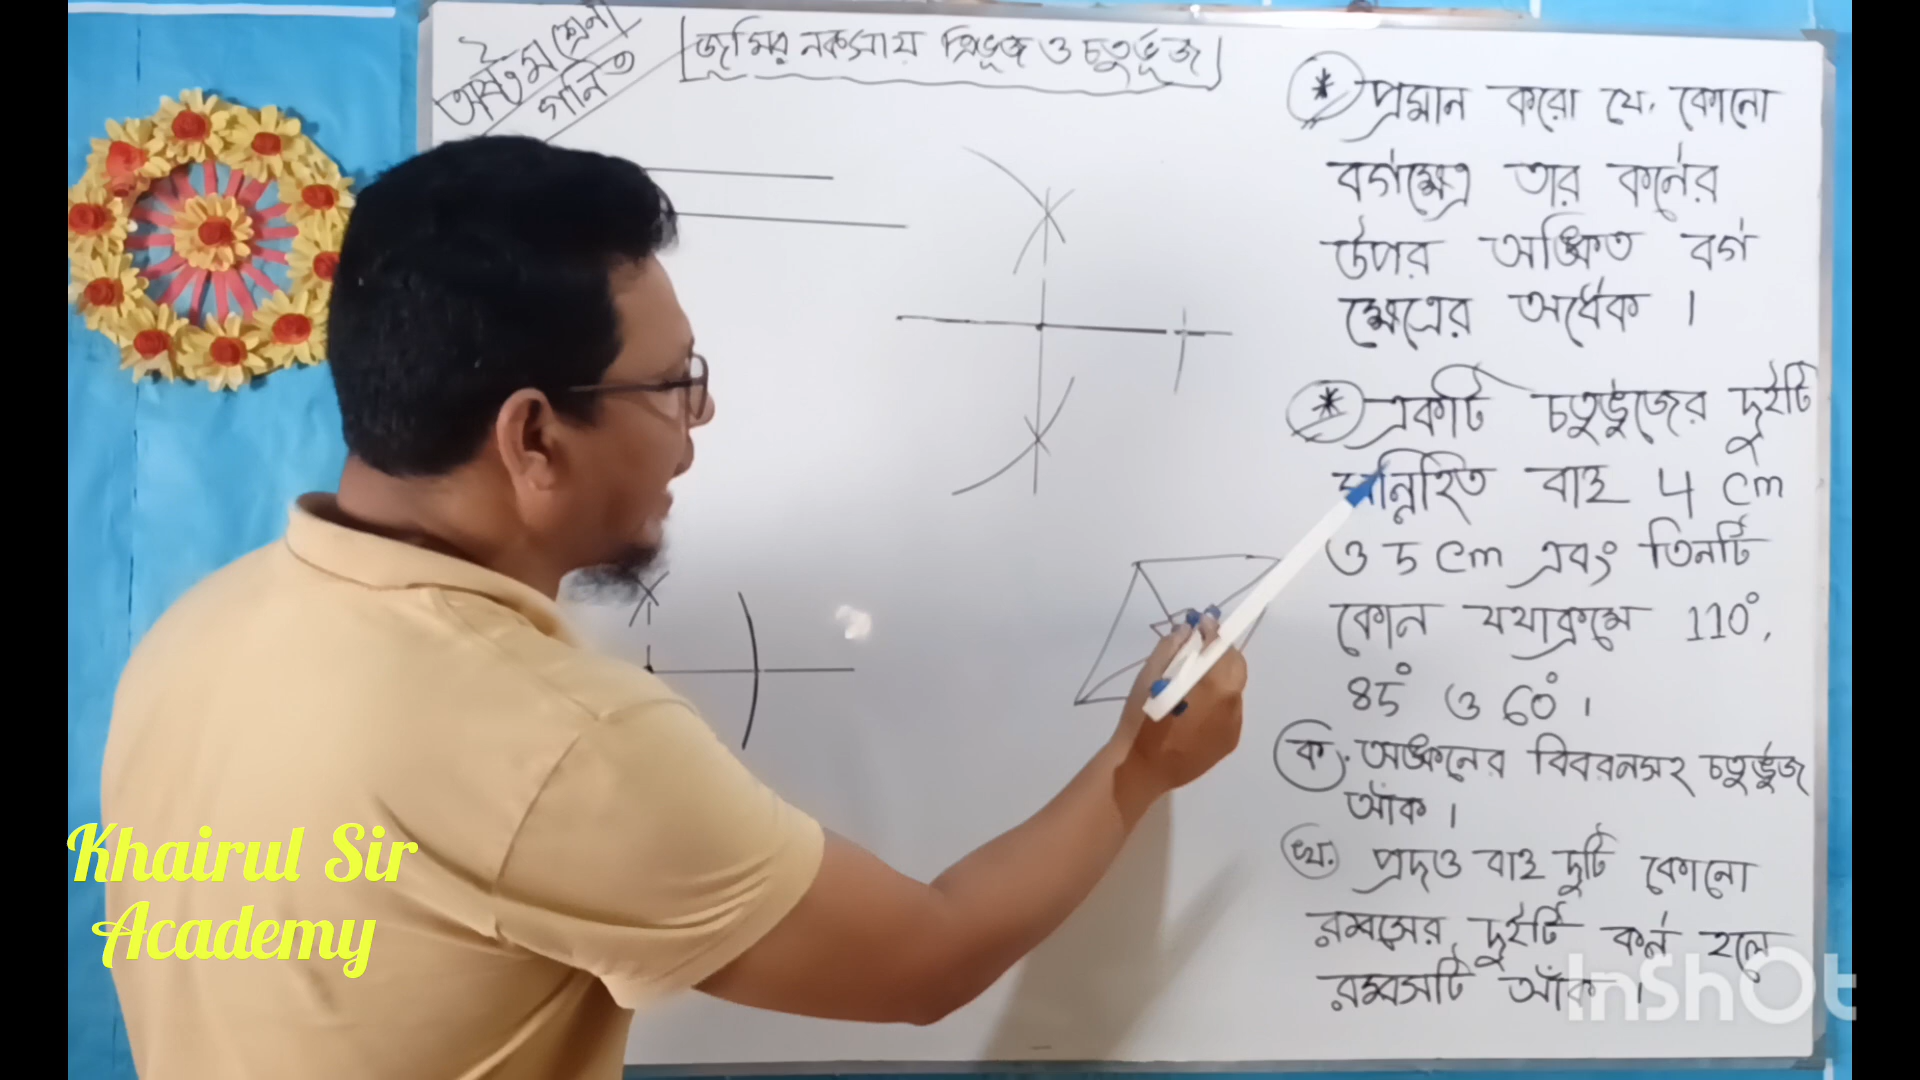 অষ্টম শ্রেনী
গনিত
জমির নকসায় ত্রিভূজ ও চতুর্ভূজ
* প্রমান করো যে, কোনো
বর্গক্ষেত্র তার কর্নের
উপর অঙ্কিত বর্গ
ক্ষেত্রের অর্ধেক ।
* একটি চতুর্ভুজের দুইটি
সন্নিহিত বাহু 4 cm
ও 5 cm এবং তিনটি
কোন যথাক্রমে 110°,
85° ও 60° ।
ক. অঙ্কনের বিবরনসহ চতুর্ভুজ
আঁক ।
খ. প্রদত্ত বাহু দুটি কোনো
রম্বসের দুইটি কর্ন হলে
রম্বসটি আঁক ।
Khairul Sir
Academy
InShOt